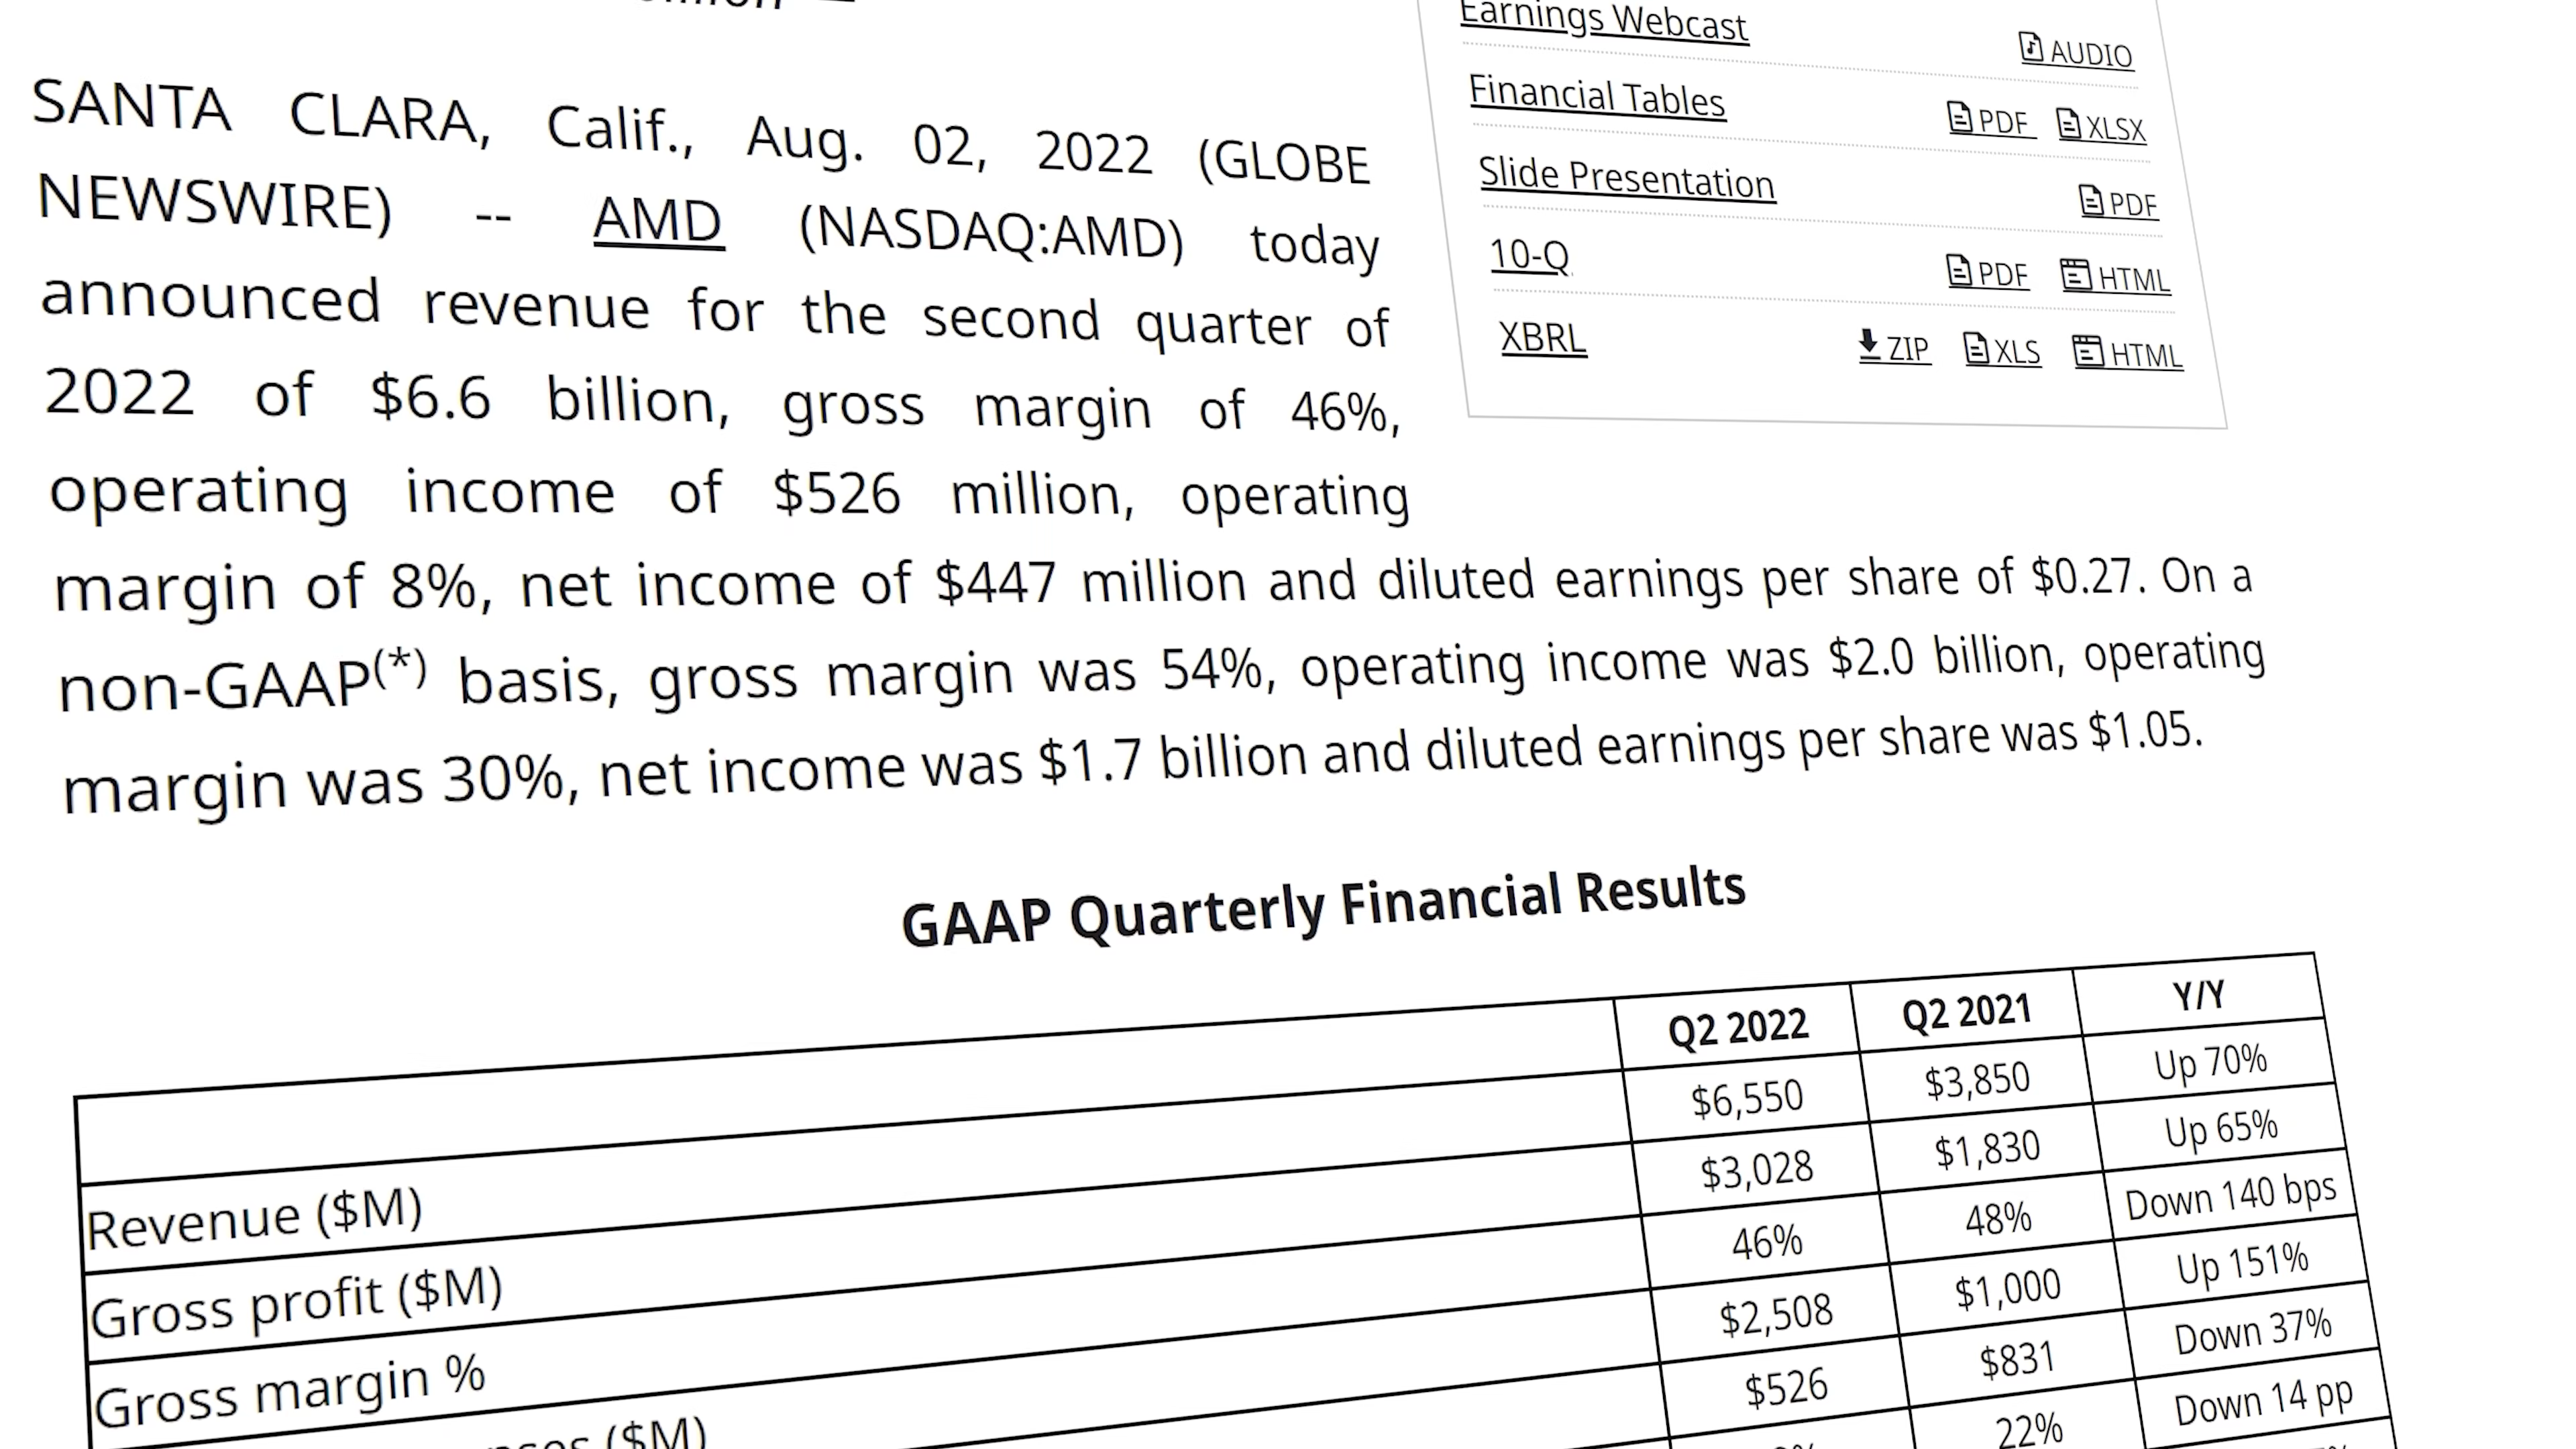 SANTA CLARA, Calif., Aug. 02, 2022 (GLOBE
NEWSWIRE) -- AMD (NASDAQ:AMD) today
announced revenue for the second quarter of
2022 of $6.6 billion, gross margin of 46%,
operating income of $526 million, operating
margin of 8%, net income of $447 million and diluted earnings per share of $0.27. On a
non-GAAP(*) basis, gross margin was 54%, operating income was $2.0 billion, operating
margin was 30%, net income was $1.7 billion and diluted earnings per share was $1.05.
Earnings Webcast AUDIO
Financial Tables PDF XLSX
Slide Presentation PDF
10-Q PDF HTML
XBRL ZIP XLS HTML
GAAP Quarterly Financial Results
Q2 2022 Q2 2021 Y/Y
Revenue ($M) $6,550 $3,850 Up 70%
Gross profit ($M) $3,028 $1,830 Up 65%
Gross margin % 46% 48% Down 140 bps
($M) $2,508 $1,000 Up 151%
$526 $831 Down 37%
22% Down 14 pp